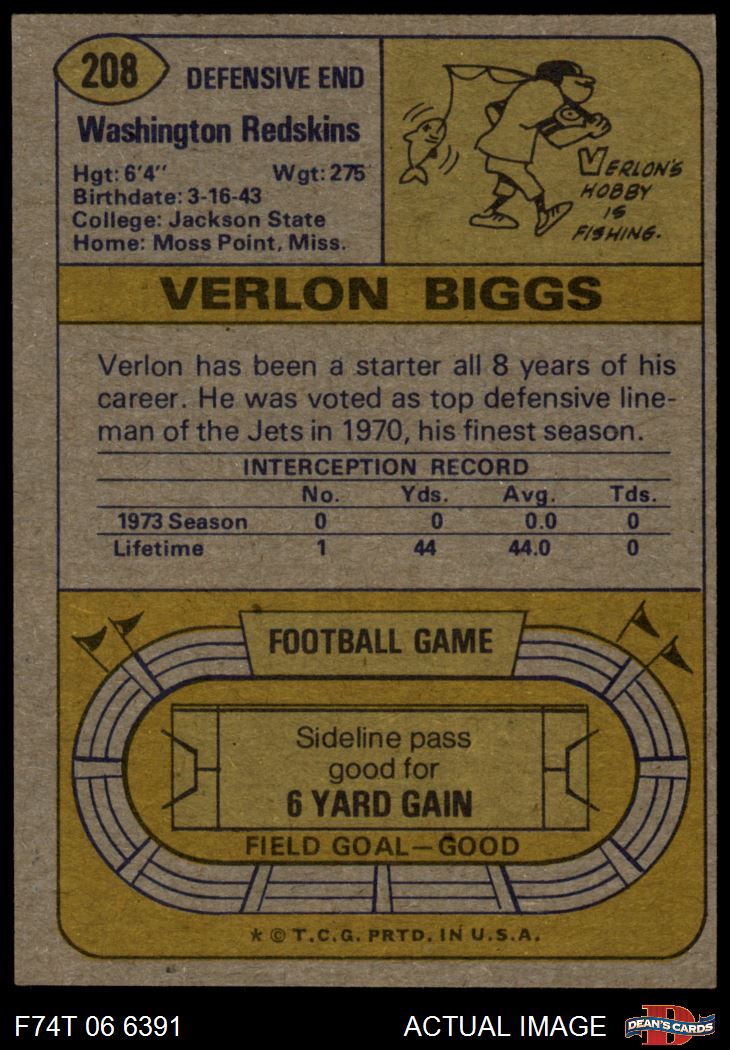 208
DEFENSIVE END
Washington Redskins
Hgt: 6'4" Wgt: 275
Birthdate: 3-16-43
College: Jackson State
Home: Moss Point, Miss.
VERLON'S
HOBBY
IS
FISHING.
VERLON BIGGS
Verlon has been a starter all 8 years of his
career. He was voted as top defensive line-
man of the Jets in 1970, his finest season.
INTERCEPTION RECORD
No. Yds. Avg. Tds.
1973 Season 0 0 0.0 0
Lifetime 1 44 44.0 0
FOOTBALL GAME
Sideline pass
good for
6 YARD GAIN
FIELD GOAL—GOOD
* © T.C.G. PRTD. IN U.S.A.
F74T 06 6391 ACTUAL IMAGE
D
DEAN'S CARDS